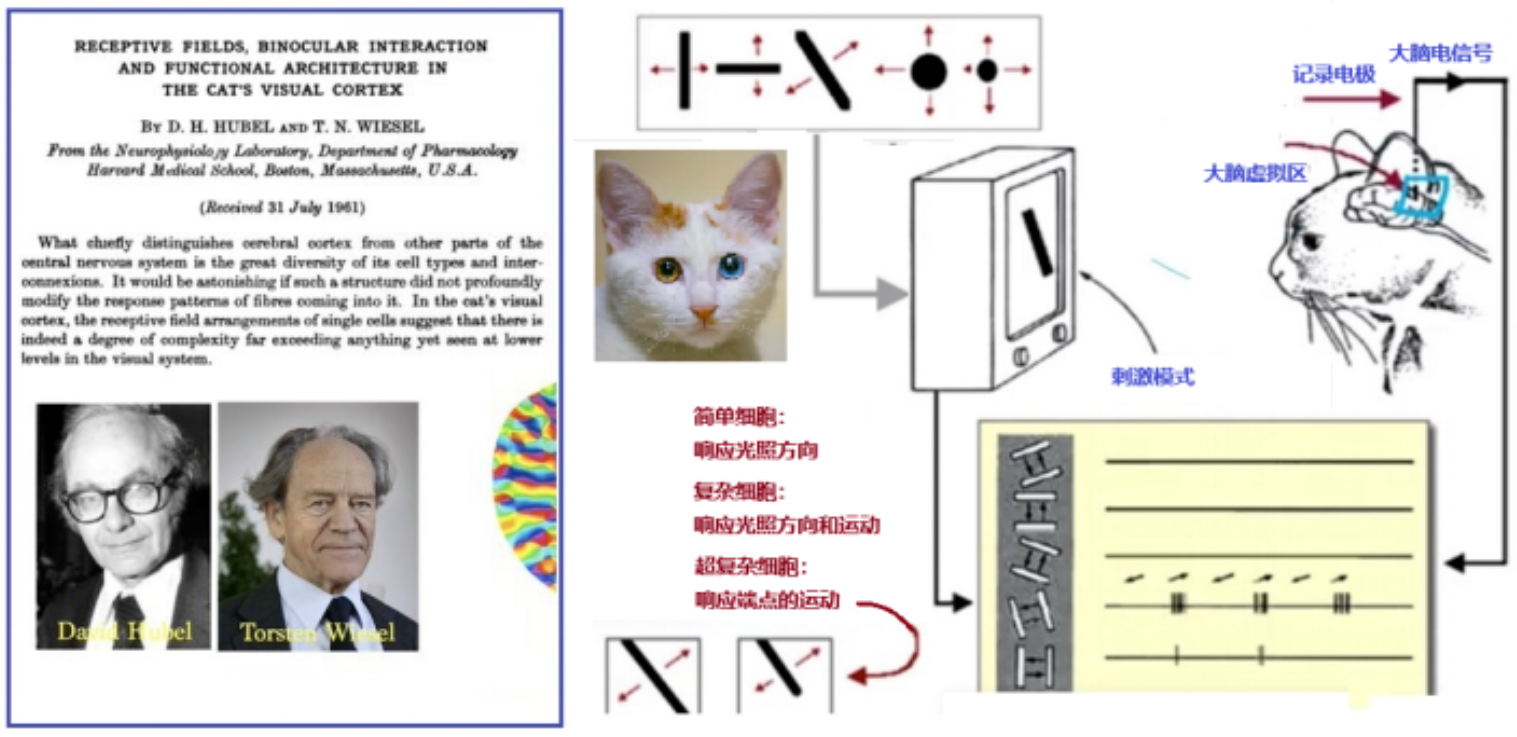 RECEPTIVE FIELDS, BINOCULAR INTERACTION
AND FUNCTIONAL ARCHITECTURE IN
THE CAT'S VISUAL CORTEX
By D. H. HUBEL AND T. N. WIESEL
From the Neurophysiology Laboratory, Department of Pharmacology
Harvard Medical School, Boston, Massachusetts, U.S.A.
(Received 31 July 1961)
What chiefly distinguishes cerebral cortex from other parts of the
central nervous system is the great diversity of its cell types and inter-
connexions. It would be astonishing if such a structure did not profoundly
modify the response patterns of fibres coming into it. In the cat's visual
cortex, the receptive field arrangements of single cells suggest that there is
indeed a degree of complexity far exceeding anything yet seen at lower
levels in the visual system.
David Hubel
Torsten Wiesel
大脑电信号
记录电极
大脑虚拟区
刺激模式
简单细胞:
响应光照方向
复杂细胞:
响应光照方向和运动
超复杂细胞:
响应端点的运动